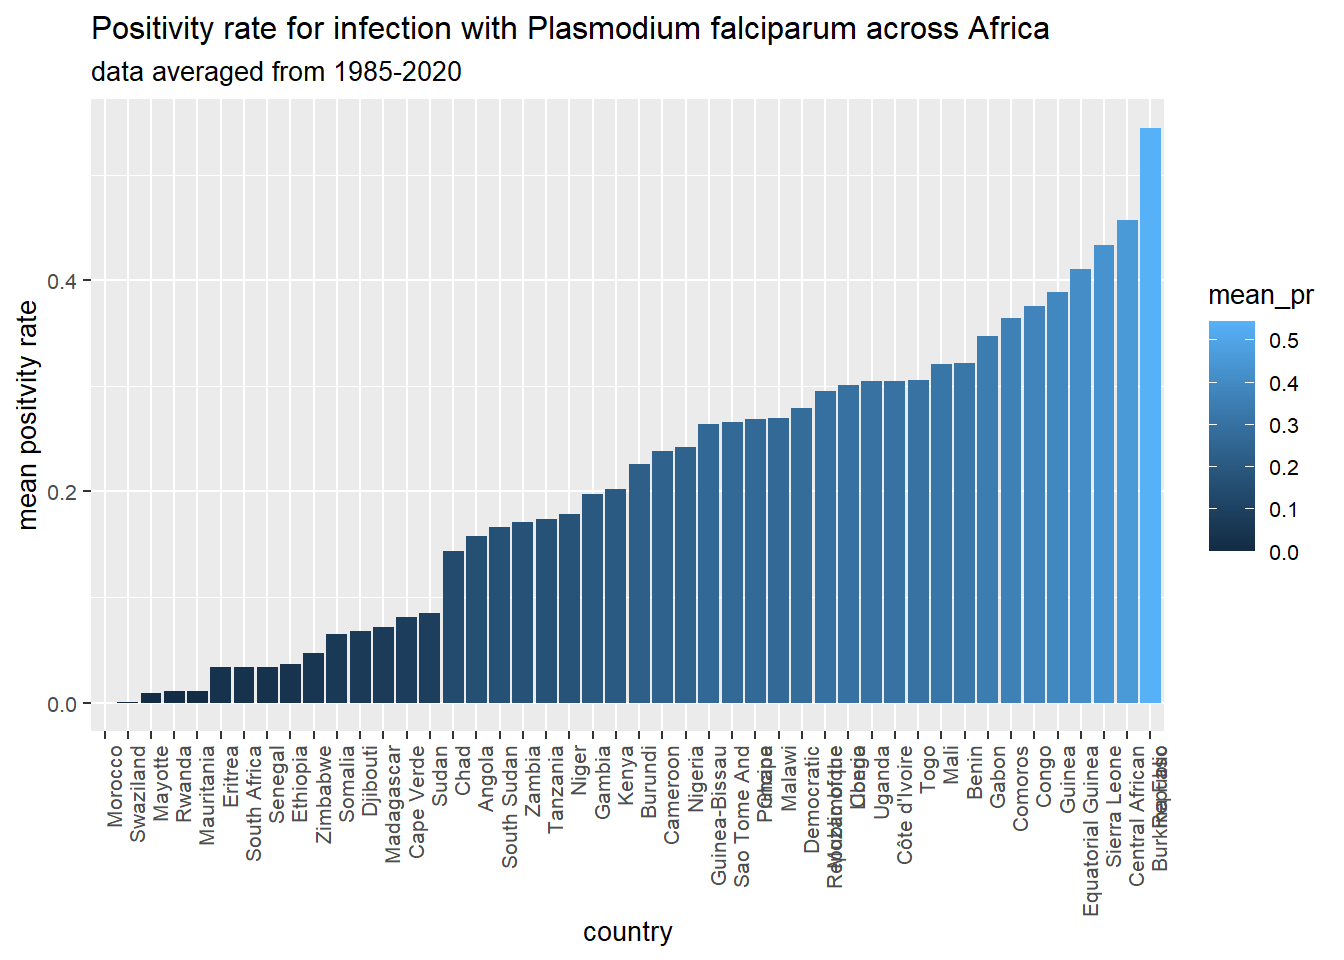 Positivity rate for infection with Plasmodium falciparum across Africa
data averaged from 1985-2020
mean positvity rate
0.4
0.2
0.0
Morocco
Swaziland
Mayotte
Rwanda
Mauritania
Eritrea
South Africa
Senegal
Ethiopia
Zimbabwe
Somalia
Djibouti
Madagascar
Cape Verde
Sudan
Chad
Angola
South Sudan
Zambia
Tanzania
Niger
Gambia
Kenya
Burundi
Cameroon
Nigeria
Guinea-Bissau
Sao Tome And
Malawi
Democratic
Uganda
Côte d'Ivoire
Togo
Mali
Benin
Gabon
Comoros
Congo
Guinea
Equatorial Guinea
Sierra Leone
Central African
country
mean_pr
0.5
0.4
0.3
0.2
0.1
0.0